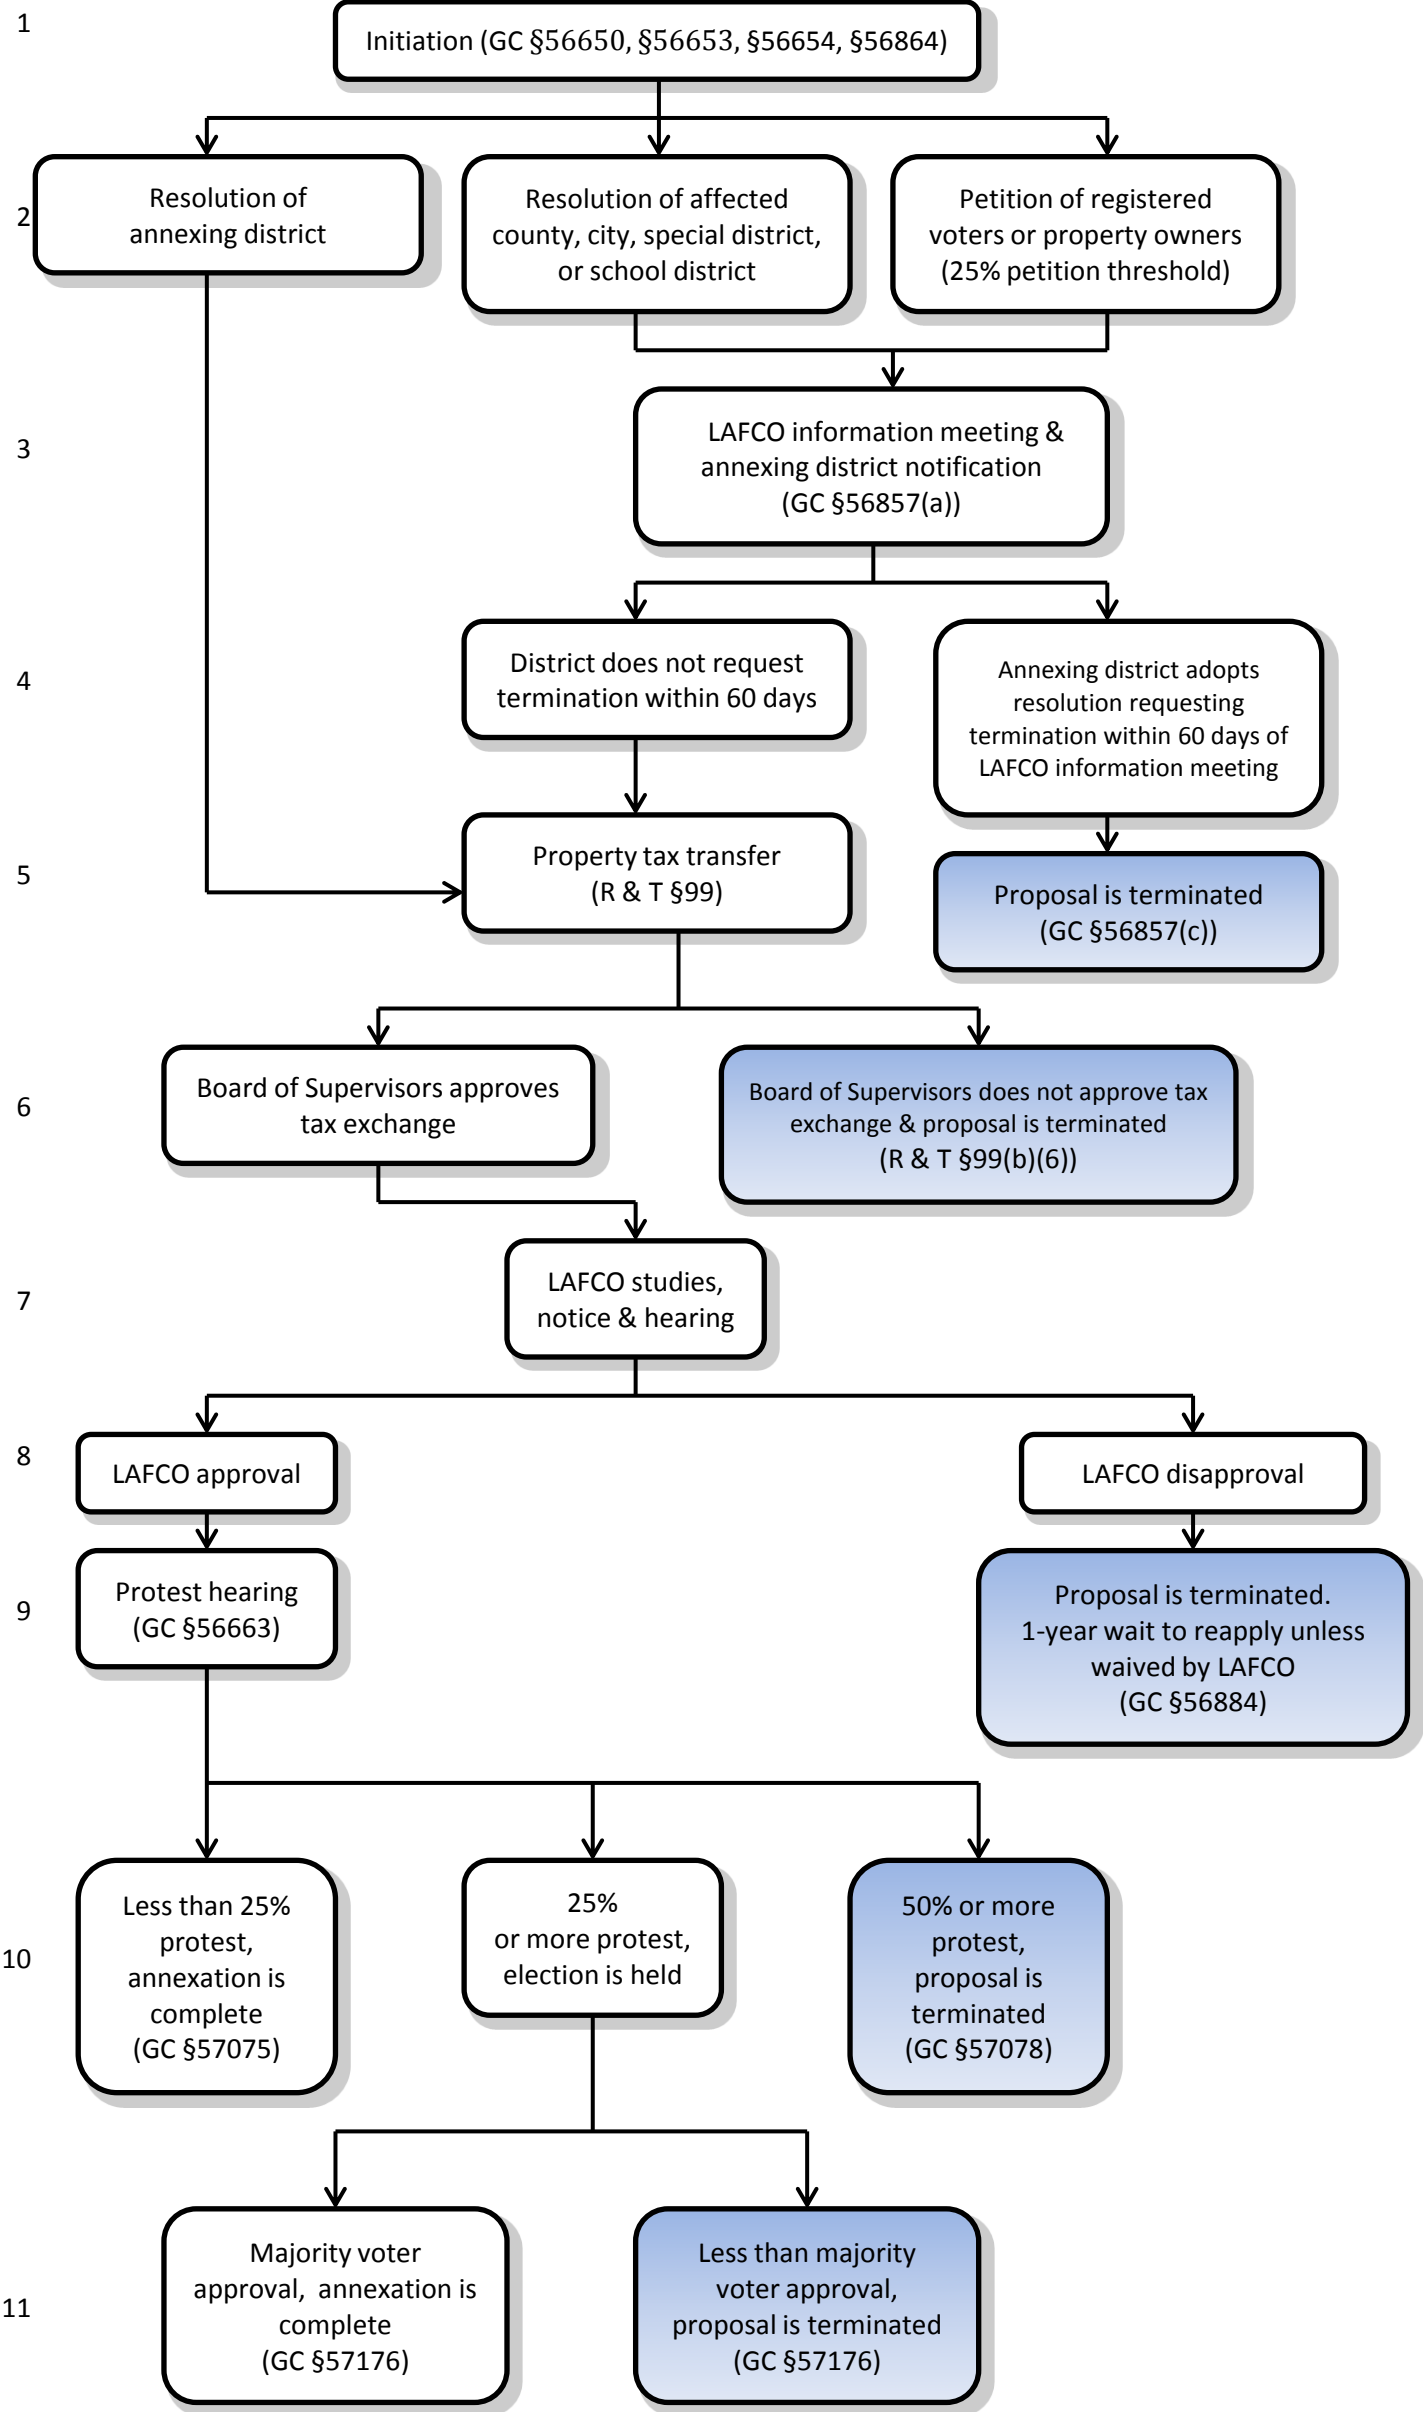 1
Initiation (GC §56650, §56653, §56654, §56864)
2
Resolution of
annexing district
Resolution of affected
county, city, special district,
or school district
Petition of registered
voters or property owners
(25% petition threshold)
3
LAFCO information meeting &
annexing district notification
(GC §56857(a))
4
District does not request
termination within 60 days
Annexing district adopts
resolution requesting
termination within 60 days of
LAFCO information meeting
5
Property tax transfer
(R & T §99)
Proposal is terminated
(GC §56857(c))
6
Board of Supervisors approves
tax exchange
Board of Supervisors does not approve tax
exchange & proposal is terminated
(R & T §99(b)(6))
7
LAFCO studies,
notice & hearing
8
LAFCO approval
LAFCO disapproval
9
Protest hearing
(GC §56663)
Proposal is terminated.
1-year wait to reapply unless
waived by LAFCO
(GC §56884)
10
Less than 25%
protest,
annexation is
complete
(GC §57075)
25%
or more protest,
election is held
50% or more
protest,
proposal is
terminated
(GC §57078)
11
Majority voter
approval, annexation is
complete
(GC §57176)
Less than majority
voter approval,
proposal is terminated
(GC §57176)